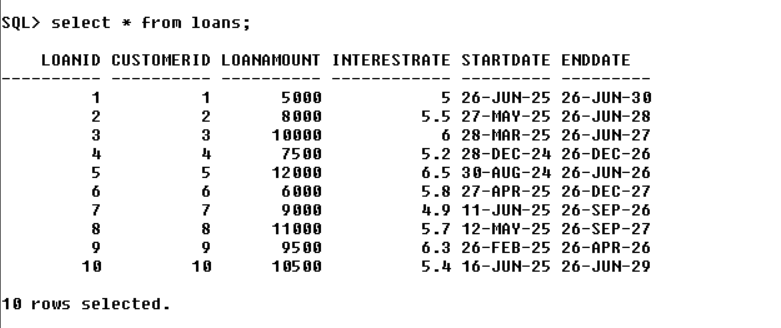 SQL> select * from loans;
LOANID CUSTOMERID LOANAMOUNT INTERESTRATE STARTDATE ENDDATE
---------- ---------- ---------- ------------ --------- ---------
1 1 5000 5 26-JUN-25 26-JUN-30
2 2 8000 5.5 27-MAY-25 26-JUN-28
3 3 10000 6 28-MAR-25 26-JUN-27
4 4 7500 5.2 28-DEC-24 26-DEC-26
5 5 12000 6.5 30-AUG-24 26-JUN-26
6 6 6000 5.8 27-APR-25 26-DEC-27
7 7 9000 4.9 11-JUN-25 26-SEP-26
8 8 11000 5.7 12-MAY-25 26-SEP-27
9 9 9500 6.3 26-FEB-25 26-APR-26
10 10 10500 5.4 16-JUN-25 26-JUN-29
10 rows selected.